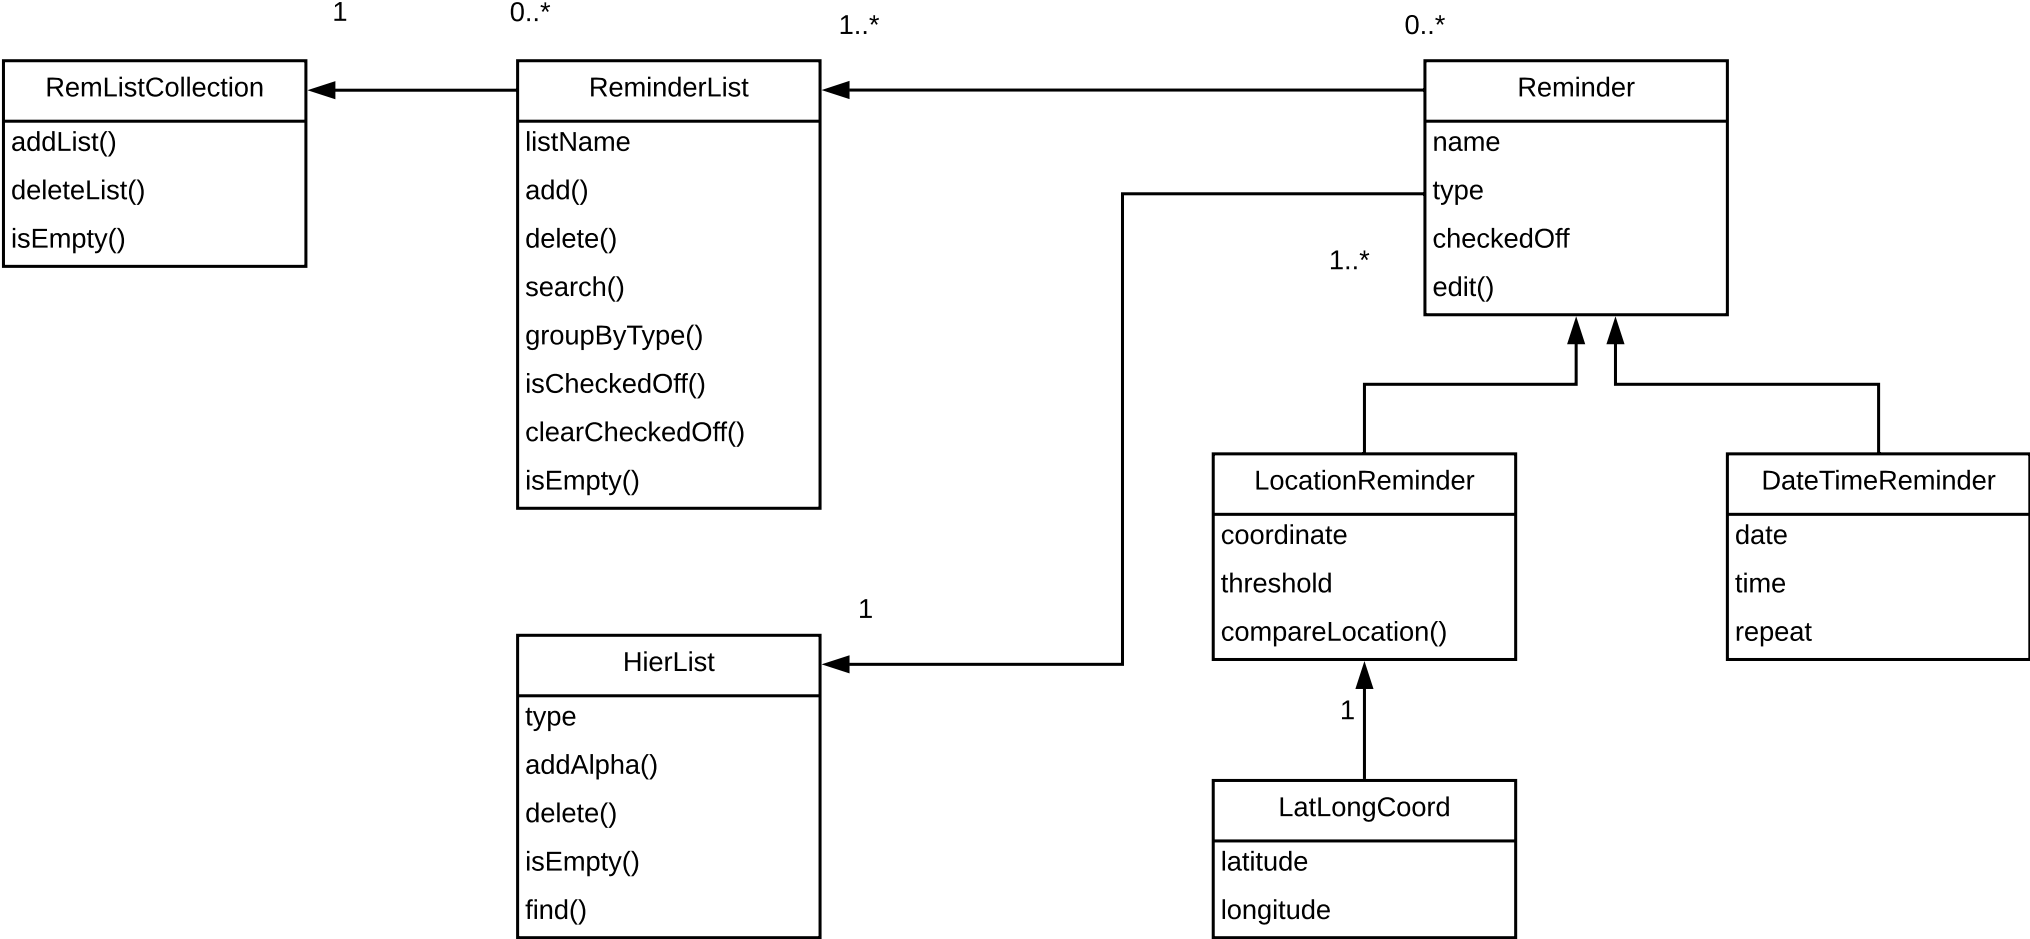 1
0..*
1..*
0..*
RemListCollection
addList()
deleteList()
isEmpty()
ReminderList
listName
add()
delete()
search()
groupByType()
isCheckedOff()
clearCheckedOff()
isEmpty()
Reminder
name
type
checkedOff
edit()
1..*
1
HierList
type
addAlpha()
delete()
isEmpty()
find()
LocationReminder
coordinate
threshold
compareLocation()
DateTimeReminder
date
time
repeat
1
LatLongCoord
latitude
longitude